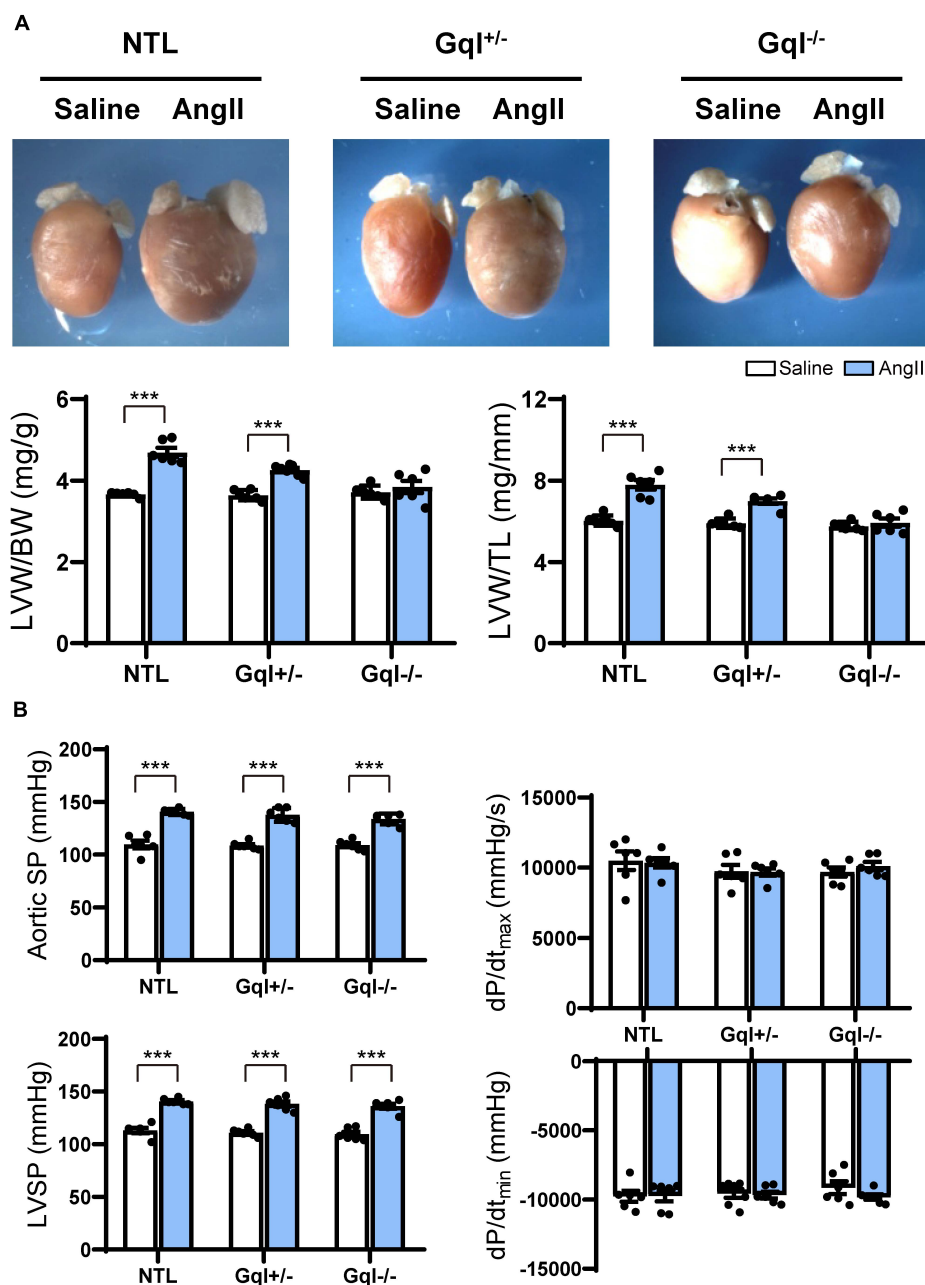 A
NTL Gql+/- Gql-/-
Saline AngII Saline AngII Saline AngII
Saline AngII
LVW/BW (mg/g)
6
4
2
0
*** ***
NTL Gql+/- Gql-/-
LVW/TL (mg/mm)
12
8
4
0
*** ***
NTL Gql+/- Gql-/-
B
Aortic SP (mmHg)
200
150
100
50
0
*** *** ***
NTL Gql+/- Gql-/-
dP/dtmax (mmHg/s)
15000
10000
5000
0
NTL Gql+/- Gql-/-
LVSP (mmHg)
200
150
100
50
0
*** *** ***
NTL Gql+/- Gql-/-
dP/dtmin (mmHg)
0
-5000
-10000
-15000